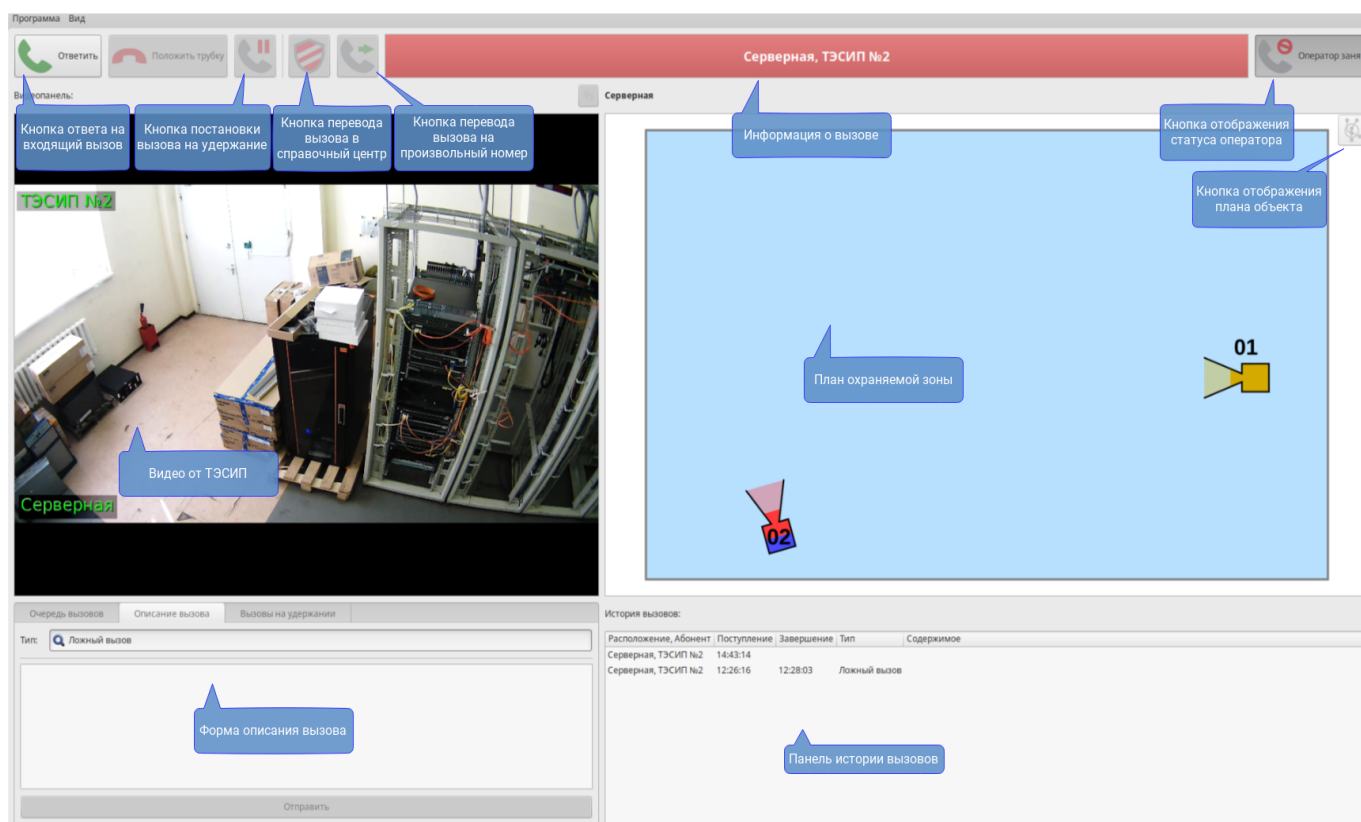 Программа Вид
Ответить
Положить трубку
Серверная, ТЭСИП №2
Оператор заня
Видеопанель:
Серверная
Кнопка ответа на
входящий вызов
Кнопка постановки
вызова на удержание
Кнопка перевода
вызова в
справочный центр
Кнопка перевода
вызова на
произвольный номер
Информация о вызове
Кнопка отображения
статуса оператора
Кнопка отображения
плана объекта
ТЭСИП №2
План охраняемой зоны
01
Видео от ТЭСИП
Серверная
02
Очередь вызовов Описание вызова Вызовы на удержании
Тип: Ложный вызов
Форма описания вызова
Отправить
История вызовов:
Расположение, Абонент Поступление Завершение Тип Содержимое
Серверная, ТЭСИП №2 14:43:14
Серверная, ТЭСИП №2 12:26:16 12:28:03 Ложный вызов
Панель истории вызовов